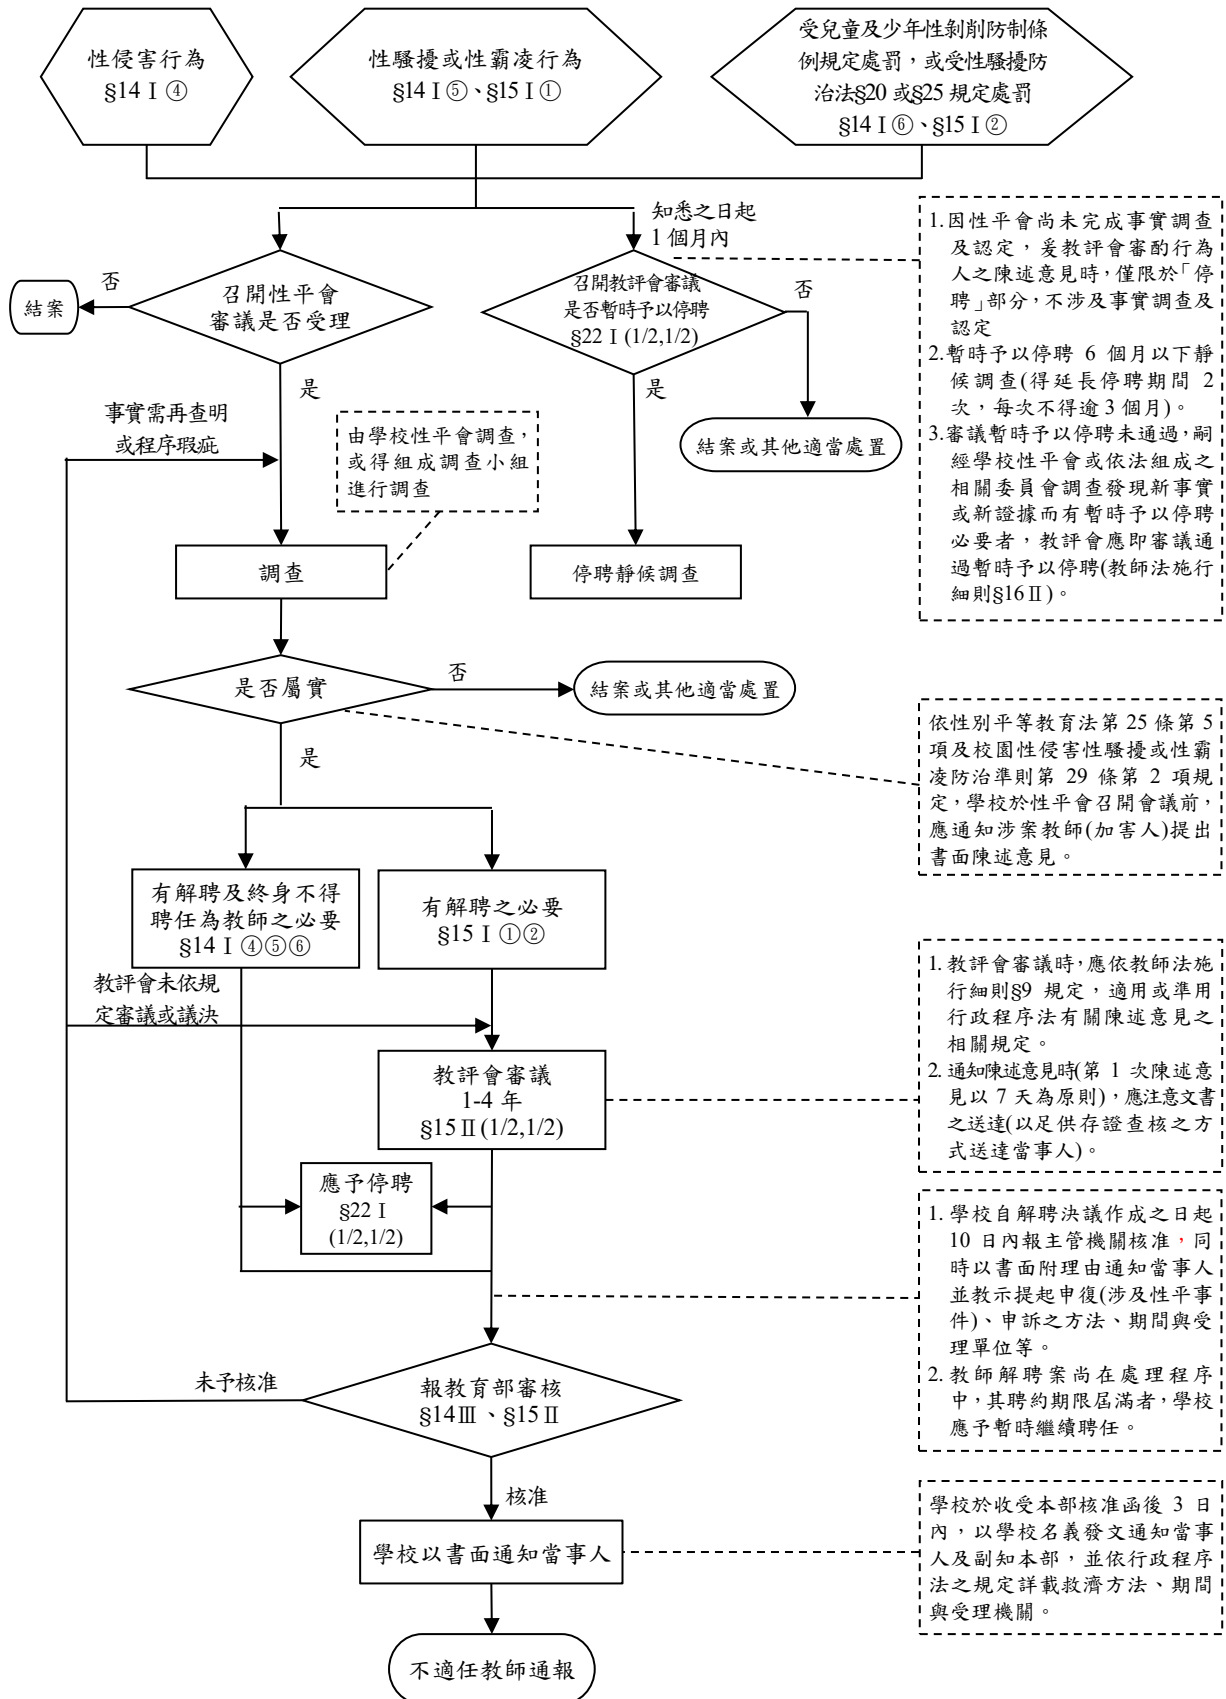 性侵害行為
§14 I ④
性騷擾或性霸凌行為
§14 I ⑤、§15 I ①
受兒童及少年性剝削防制條
例規定處罰，或受性騷擾防
治法§20 或§25 規定處罰
§14 I ⑥、§15 I ②
知悉之日起
1 個月內
否
結案
召開性平會
審議是否受理
召開教評會審議
是否暫時予以停聘
§22 I (1/2,1/2)
否
1. 因性平會尚未完成事實調查
及認定，爰教評會審酌行為
人之陳述意見時，僅限於「停
聘」部分，不涉及事實調查及
認定
2. 暫時予以停聘 6 個月以下靜
候調查(得延長停聘期間 2
次，每次不得逾 3 個月)。
3. 審議暫時予以停聘未通過，嗣
經學校性平會或依法組成之
相關委員會調查發現新事實
或新證據而有暫時予以停聘
必要者，教評會應即審議通
過暫時予以停聘(教師法施行
細則§16Ⅱ)。
是
是
事實需再查明
或程序瑕疵
由學校性平會調查，
或得組成調查小組
進行調查
結案或其他適當處置
調查
停聘靜候調查
是否屬實
否
結案或其他適當處置
是
依性別平等教育法第 25 條第 5
項及校園性侵害性騷擾或性霸
凌防治準則第 29 條第 2 項規
定，學校於性平會召開會議前，
應通知涉案教師(加害人)提出
書面陳述意見。
有解聘及終身不得
聘任為教師之必要
§14 I ④⑤⑥
有解聘之必要
§15 I ①②
教評會未依規
定審議或議決
教評會審議
1-4 年
§15Ⅱ(1/2,1/2)
1. 教評會審議時，應依教師法施
行細則§9 規定，適用或準用
行政程序法有關陳述意見之
相關規定。
2. 通知陳述意見時(第 1 次陳述意
見以 7 天為原則)，應注意文書
之送達(以足供存證查核之方
式送達當事人)。
應予停聘
§22 I
(1/2,1/2)
1. 學校自解聘決議作成之日起
10 日內報主管機關核准，同
時以書面附理由通知當事人
並教示提起申復(涉及性平事
件)、申訴之方法、期間與受
理單位等。
2. 教師解聘案尚在處理程序
中，其聘約期限屆滿者，學校
應予暫時繼續聘任。
未予核准
報教育部審核
§14Ⅲ、§15Ⅱ
核准
學校以書面通知當事人
學校於收受本部核准函後 3 日
內，以學校名義發文通知當事
人及副知本部，並依行政程序
法之規定詳載救濟方法、期間
與受理機關。
不適任教師通報